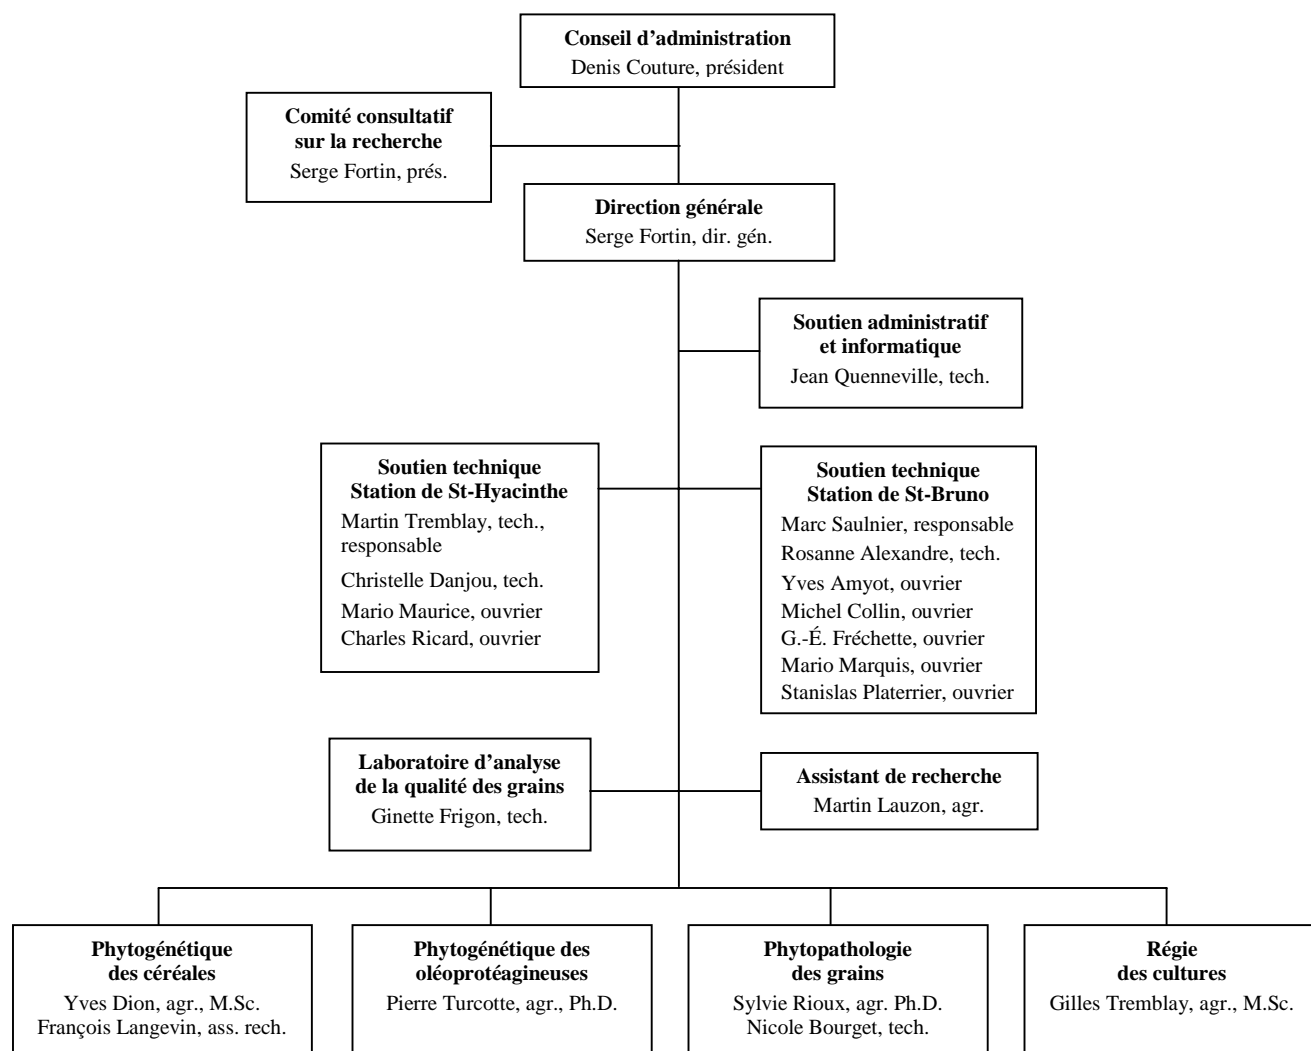 Conseil d'administration
Denis Couture, président
Comité consultatif
sur la recherche
Serge Fortin, prés.
Direction générale
Serge Fortin, dir. gén.
Soutien administratif
et informatique
Jean Quenneville, tech.
Soutien technique
Station de St-Hyacinthe
Martin Tremblay, tech.,
responsable
Christelle Danjou, tech.
Mario Maurice, ouvrier
Charles Ricard, ouvrier
Soutien technique
Station de St-Bruno
Marc Saulnier, responsable
Rosanne Alexandre, tech.
Yves Amyot, ouvrier
Michel Collin, ouvrier
G.-É. Fréchette, ouvrier
Mario Marquis, ouvrier
Stanislas Platerrier, ouvrier
Laboratoire d'analyse
de la qualité des grains
Ginette Frigon, tech.
Assistant de recherche
Martin Lauzon, agr.
Phytogénétique
des céréales
Yves Dion, agr., M.Sc.
François Langevin, ass. rech.
Phytogénétique des
oléoprotéagineuses
Pierre Turcotte, agr., Ph.D.
Phytopathologie
des grains
Sylvie Rioux, agr. Ph.D.
Nicole Bourget, tech.
Régie
des cultures
Gilles Tremblay, agr., M.Sc.